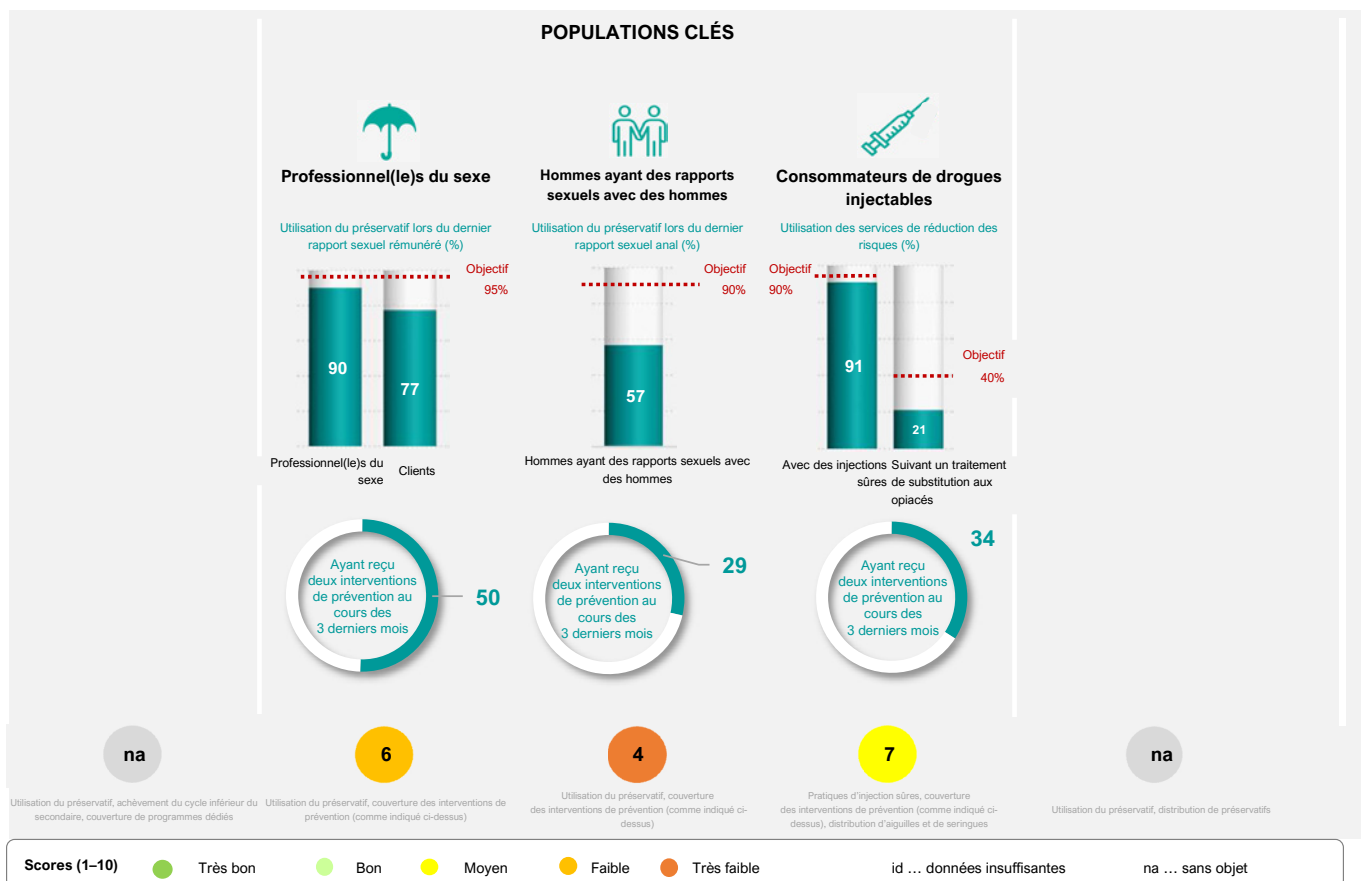 POPULATIONS CLÉS
Professionnel(le)s du sexe
Utilisation du préservatif lors du dernier
rapport sexuel rémunéré (%)
Objectif
95%
90
77
Professionnel(le)s du
sexe
Clients
Ayant reçu
deux interventions
de prévention au
cours des
3 derniers mois
50
Hommes ayant des rapports
sexuels avec des hommes
Utilisation du préservatif lors du dernier
rapport sexuel anal (%)
Objectif
90%
57
Hommes ayant des rapports sexuels avec
des hommes
Ayant reçu
deux interventions
de prévention au
cours des
3 derniers mois
29
Consommateurs de drogues
injectables
Utilisation des services de réduction des
risques (%)
Objectif
90%
91
Objectif
40%
21
Avec des injections
sûres
Suivant un traitement
de substitution aux
opiacés
Ayant reçu
deux interventions
de prévention au
cours des
3 derniers mois
34
na
Utilisation du préservatif, achèvement du cycle inférieur du
secondaire, couverture de programmes dédiés
6
Utilisation du préservatif, couverture des interventions de
prévention (comme indiqué ci-dessus)
4
Utilisation du préservatif, couverture
des interventions de prévention (comme indiqué ci-
dessus)
7
Pratiques d'injection sûres, couverture
des interventions de prévention (comme indiqué ci-
dessus), distribution d'aiguilles et de seringues
na
Utilisation du préservatif, distribution de préservatifs
Scores (1–10) Très bon Bon Moyen Faible Très faible id … données insuffisantes na … sans objet